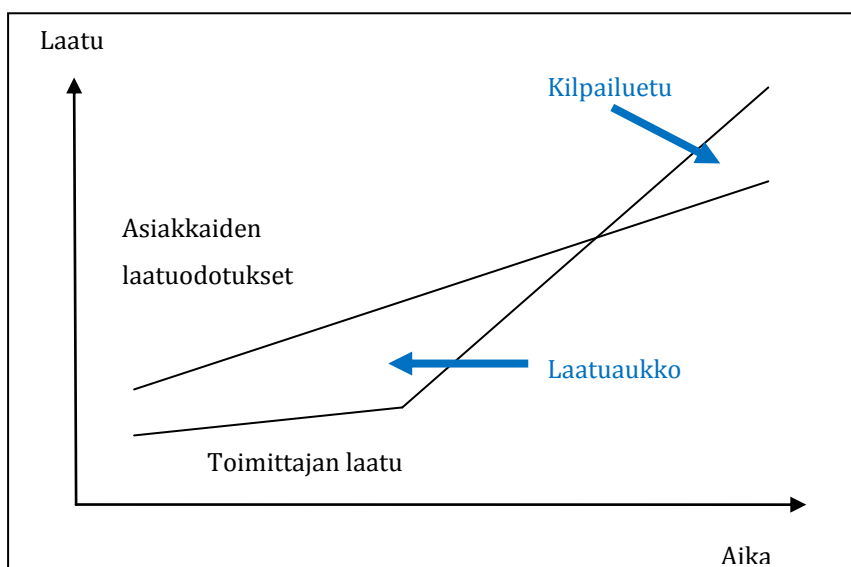 Laatu
Kilpailuetu
Asiakkaiden
laatuodotukset
Laatuaukko
Toimittajan laatu
Aika